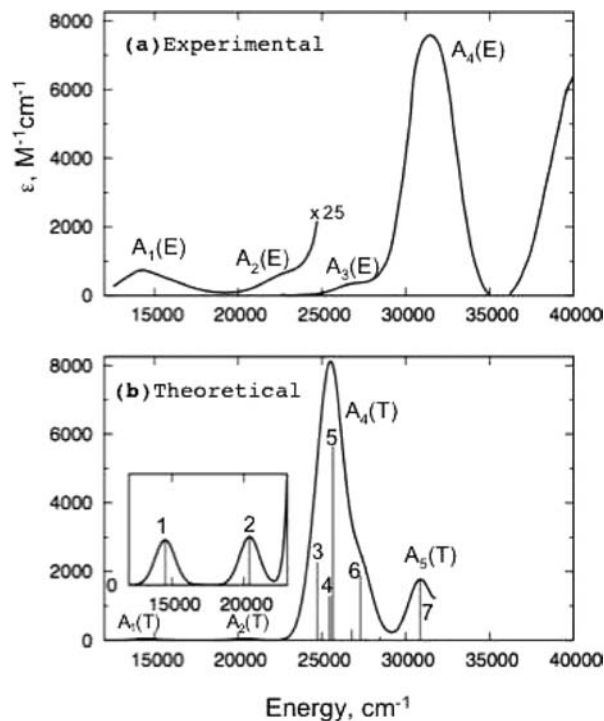 (a)Experimental
A₄(E)
8000
6000
4000
2000
0
ε, M⁻¹cm⁻¹
x25
A₁(E)
A₂(E)
A₃(E)
15000 20000 25000 30000 35000 40000
(b)Theoretical
A₄(T)
8000
6000
4000
2000
0
5
1
2
3
4
6
A₅(T)
7
0
15000 20000
A₁(T)
A₂(T)
15000 20000 25000 30000 35000 40000
Energy, cm⁻¹